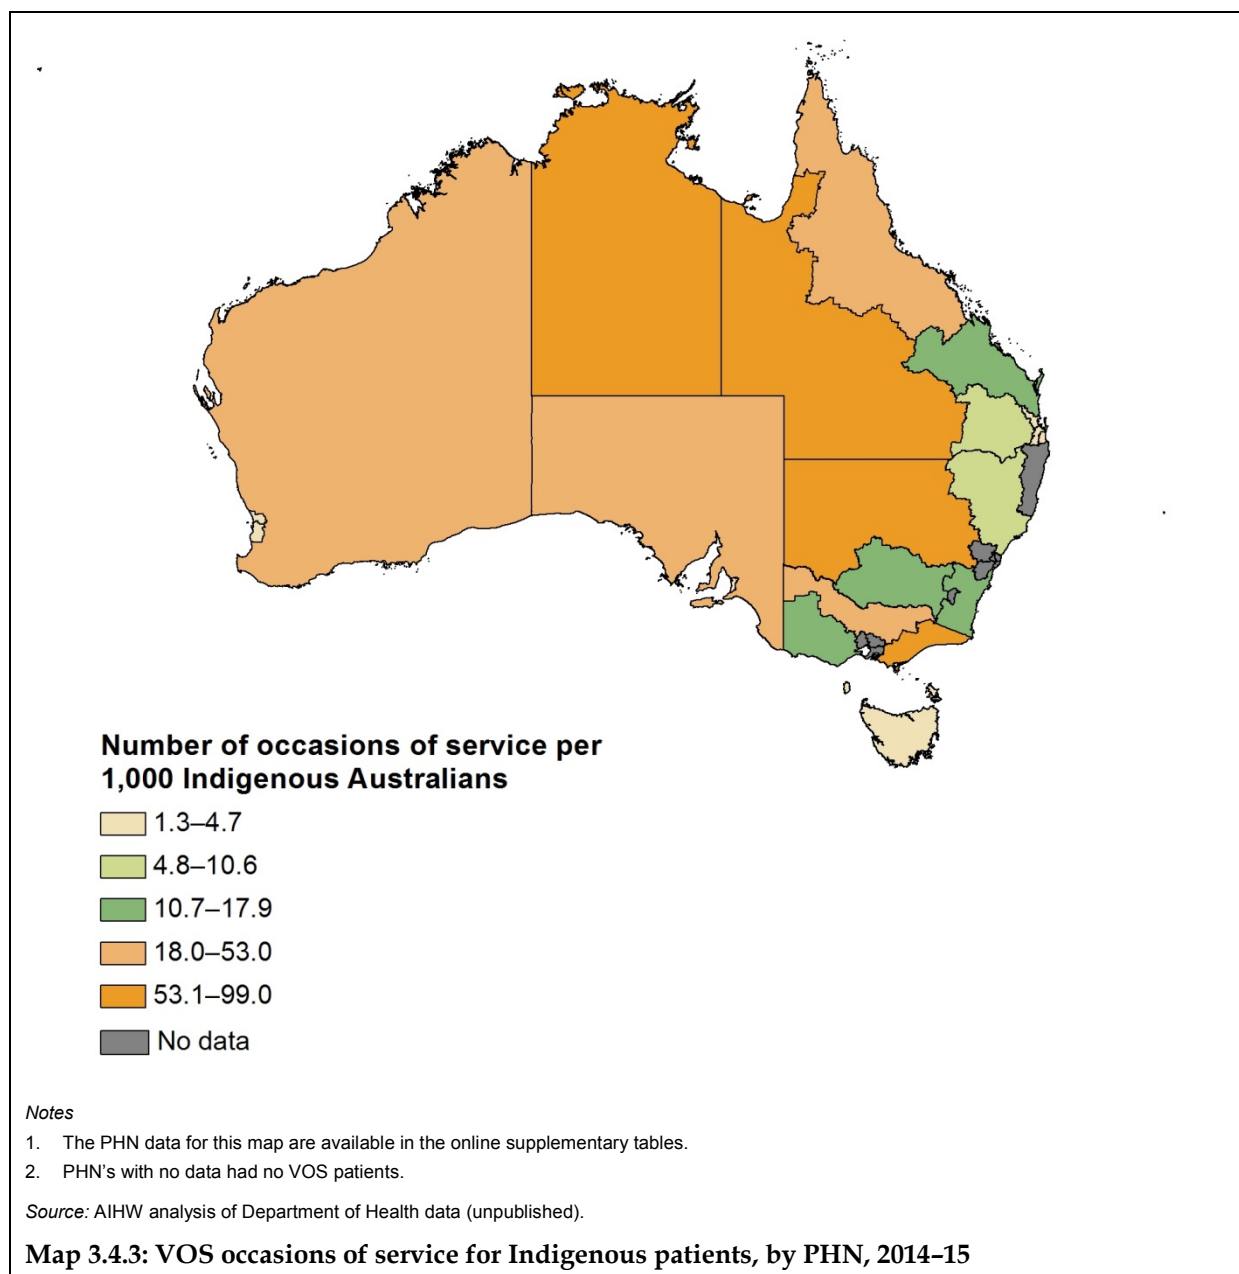 Number of occasions of service per
1,000 Indigenous Australians
1.3–4.7
4.8–10.6
10.7–17.9
18.0–53.0
53.1–99.0
No data
Notes
1. The PHN data for this map are available in the online supplementary tables.
2. PHN's with no data had no VOS patients.
Source: AIHW analysis of Department of Health data (unpublished).
Map 3.4.3: VOS occasions of service for Indigenous patients, by PHN, 2014–15